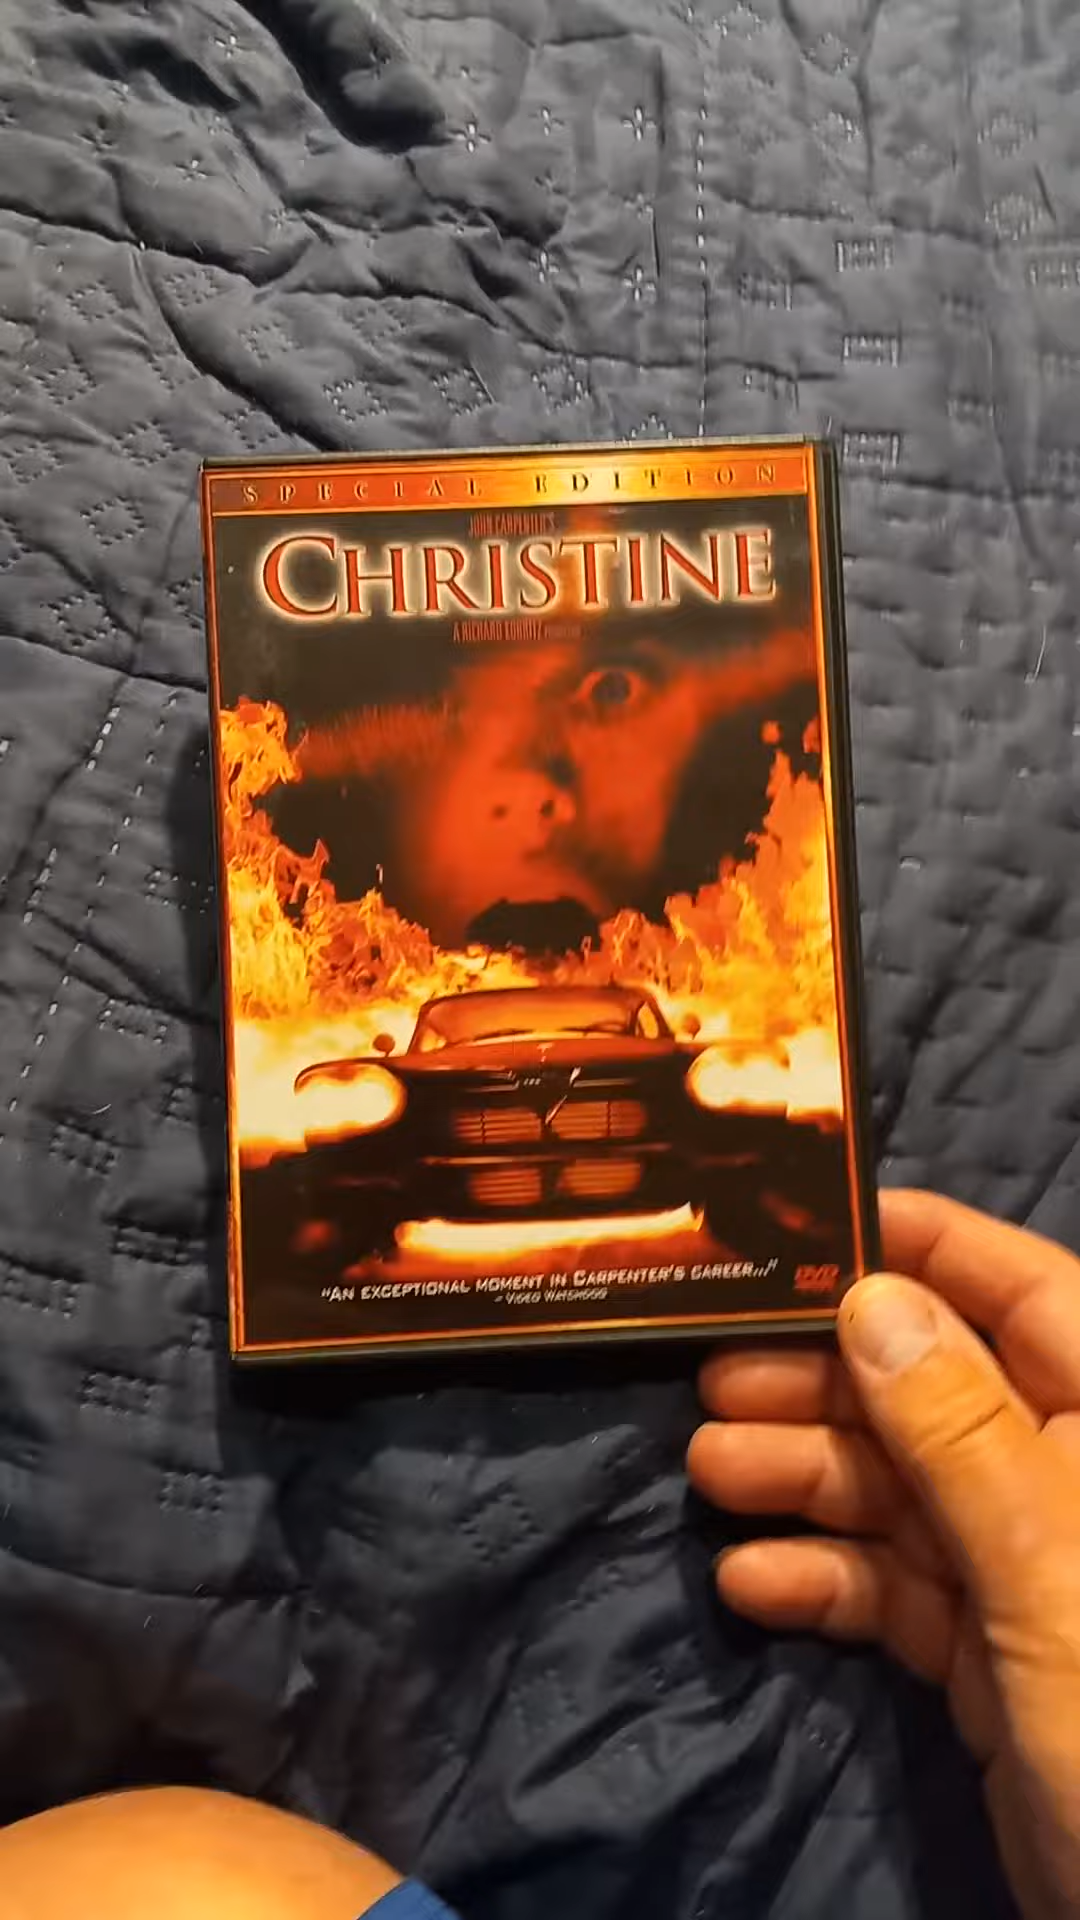 SPECIAL EDITION
JOHN CARPENTER'S
CHRISTINE
A RICHARD KOBRITZ
"AN EXCEPTIONAL MOMENT IN CARPENTER'S CAREER..."
- VIDEO WATCHDOG
DVD